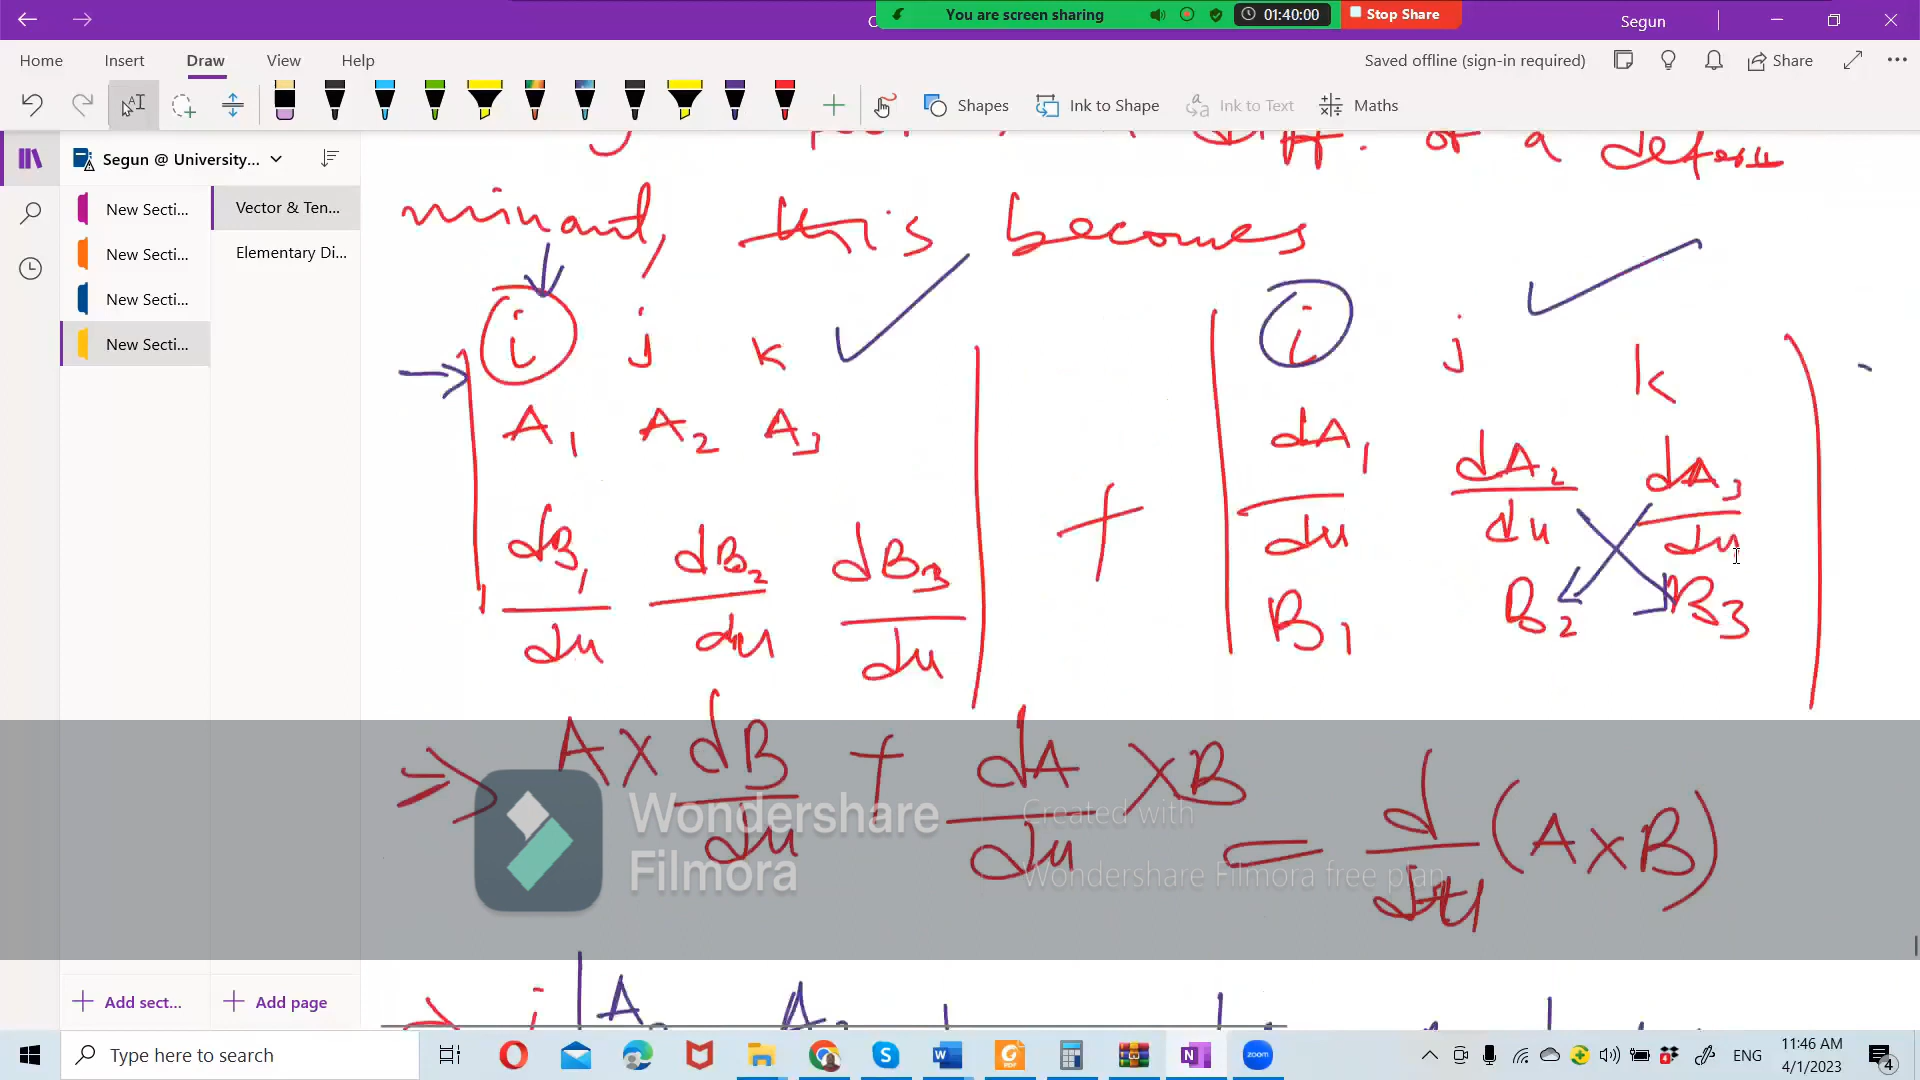 You are screen sharing 01:40:00 Stop Share
Segun
Home Insert Draw View Help
Saved offline (sign-in required) Share
Shapes Ink to Shape Ink to Text Maths
Segun @ University...
New Secti...
New Secti...
New Secti...
New Secti...
Vector & Ten...
Elementary Di...
diff. of a deter
minant, this becomes
i j k
A1 A2 A3
dB1/du dB2/du dB3/du
+
i j k
dA1/du dA2/du dA3/du
B1 B2 B3
=> A × dB/du + dA/du × B = d/du (A × B)
Wondershare
Filmora
Created with
Wondershare Filmora free plan
Add sect... Add page
Type here to search
ENG
11:46 AM
4/1/2023
4